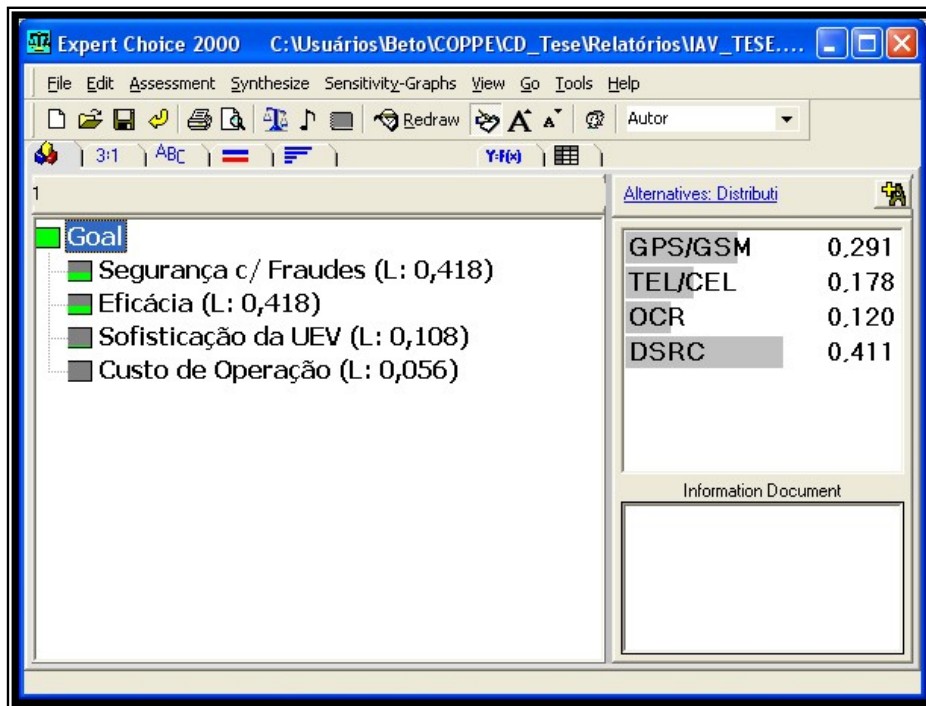 Expert Choice 2000 C:\Usuários\Beto\COPPE\CD_Tese\Relatórios\IAV_TESE....
File Edit Assessment Synthesize Sensitivity-Graphs View Go Tools Help
Redraw A A Autor
3:1 ABC Y=F(x)
1
1
Alternatives: Distributi
Goal
Segurança c/ Fraudes (L: 0,418)
Eficácia (L: 0,418)
Sofisticação da UEV (L: 0,108)
Custo de Operação (L: 0,056)
GPS/GSM 0,291
TEL/CEL 0,178
OCR 0,120
DSRC 0,411
Information Document